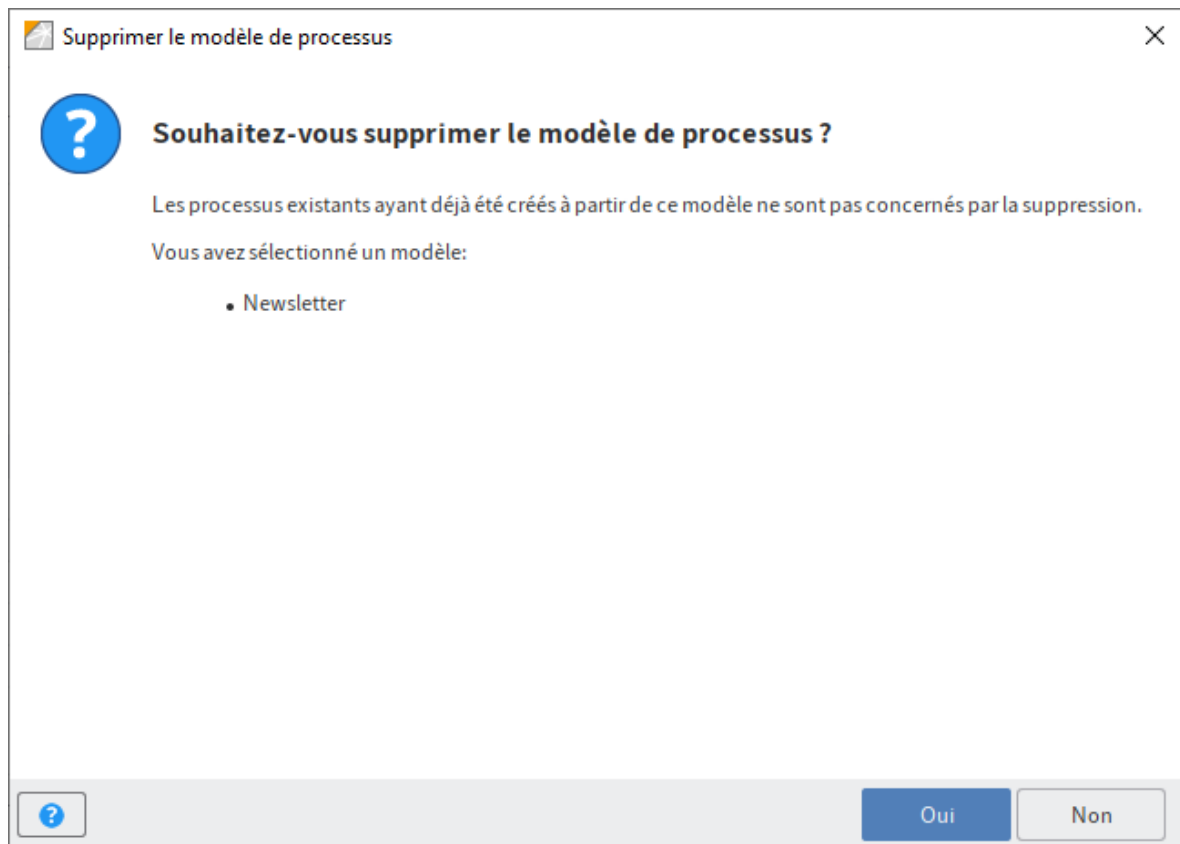 Supprimer le modèle de processus
?
Souhaitez-vous supprimer le modèle de processus ?
Les processus existants ayant déjà été créés à partir de ce modèle ne sont pas concernés par la suppression.
Vous avez sélectionné un modèle:
• Newsletter
?
Oui
Non